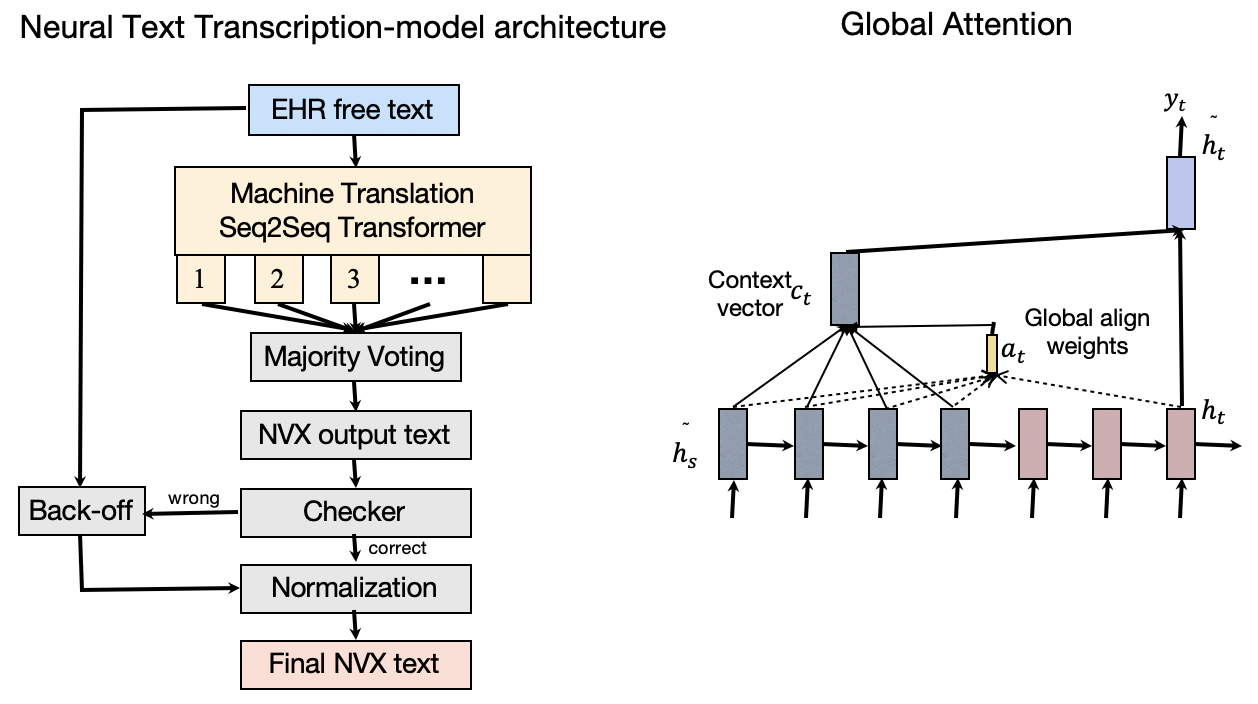 Neural Text Transcription-model architecture
EHR free text
Machine Translation
Seq2Seq Transformer
1 2 3 ...
Majority Voting
NVX output text
Back-off
wrong
Checker
correct
Normalization
Final NVX text
Global Attention
y_t
h̃_t
Context
vector c_t
Global align
weights
a_t
h̃_s
h_t